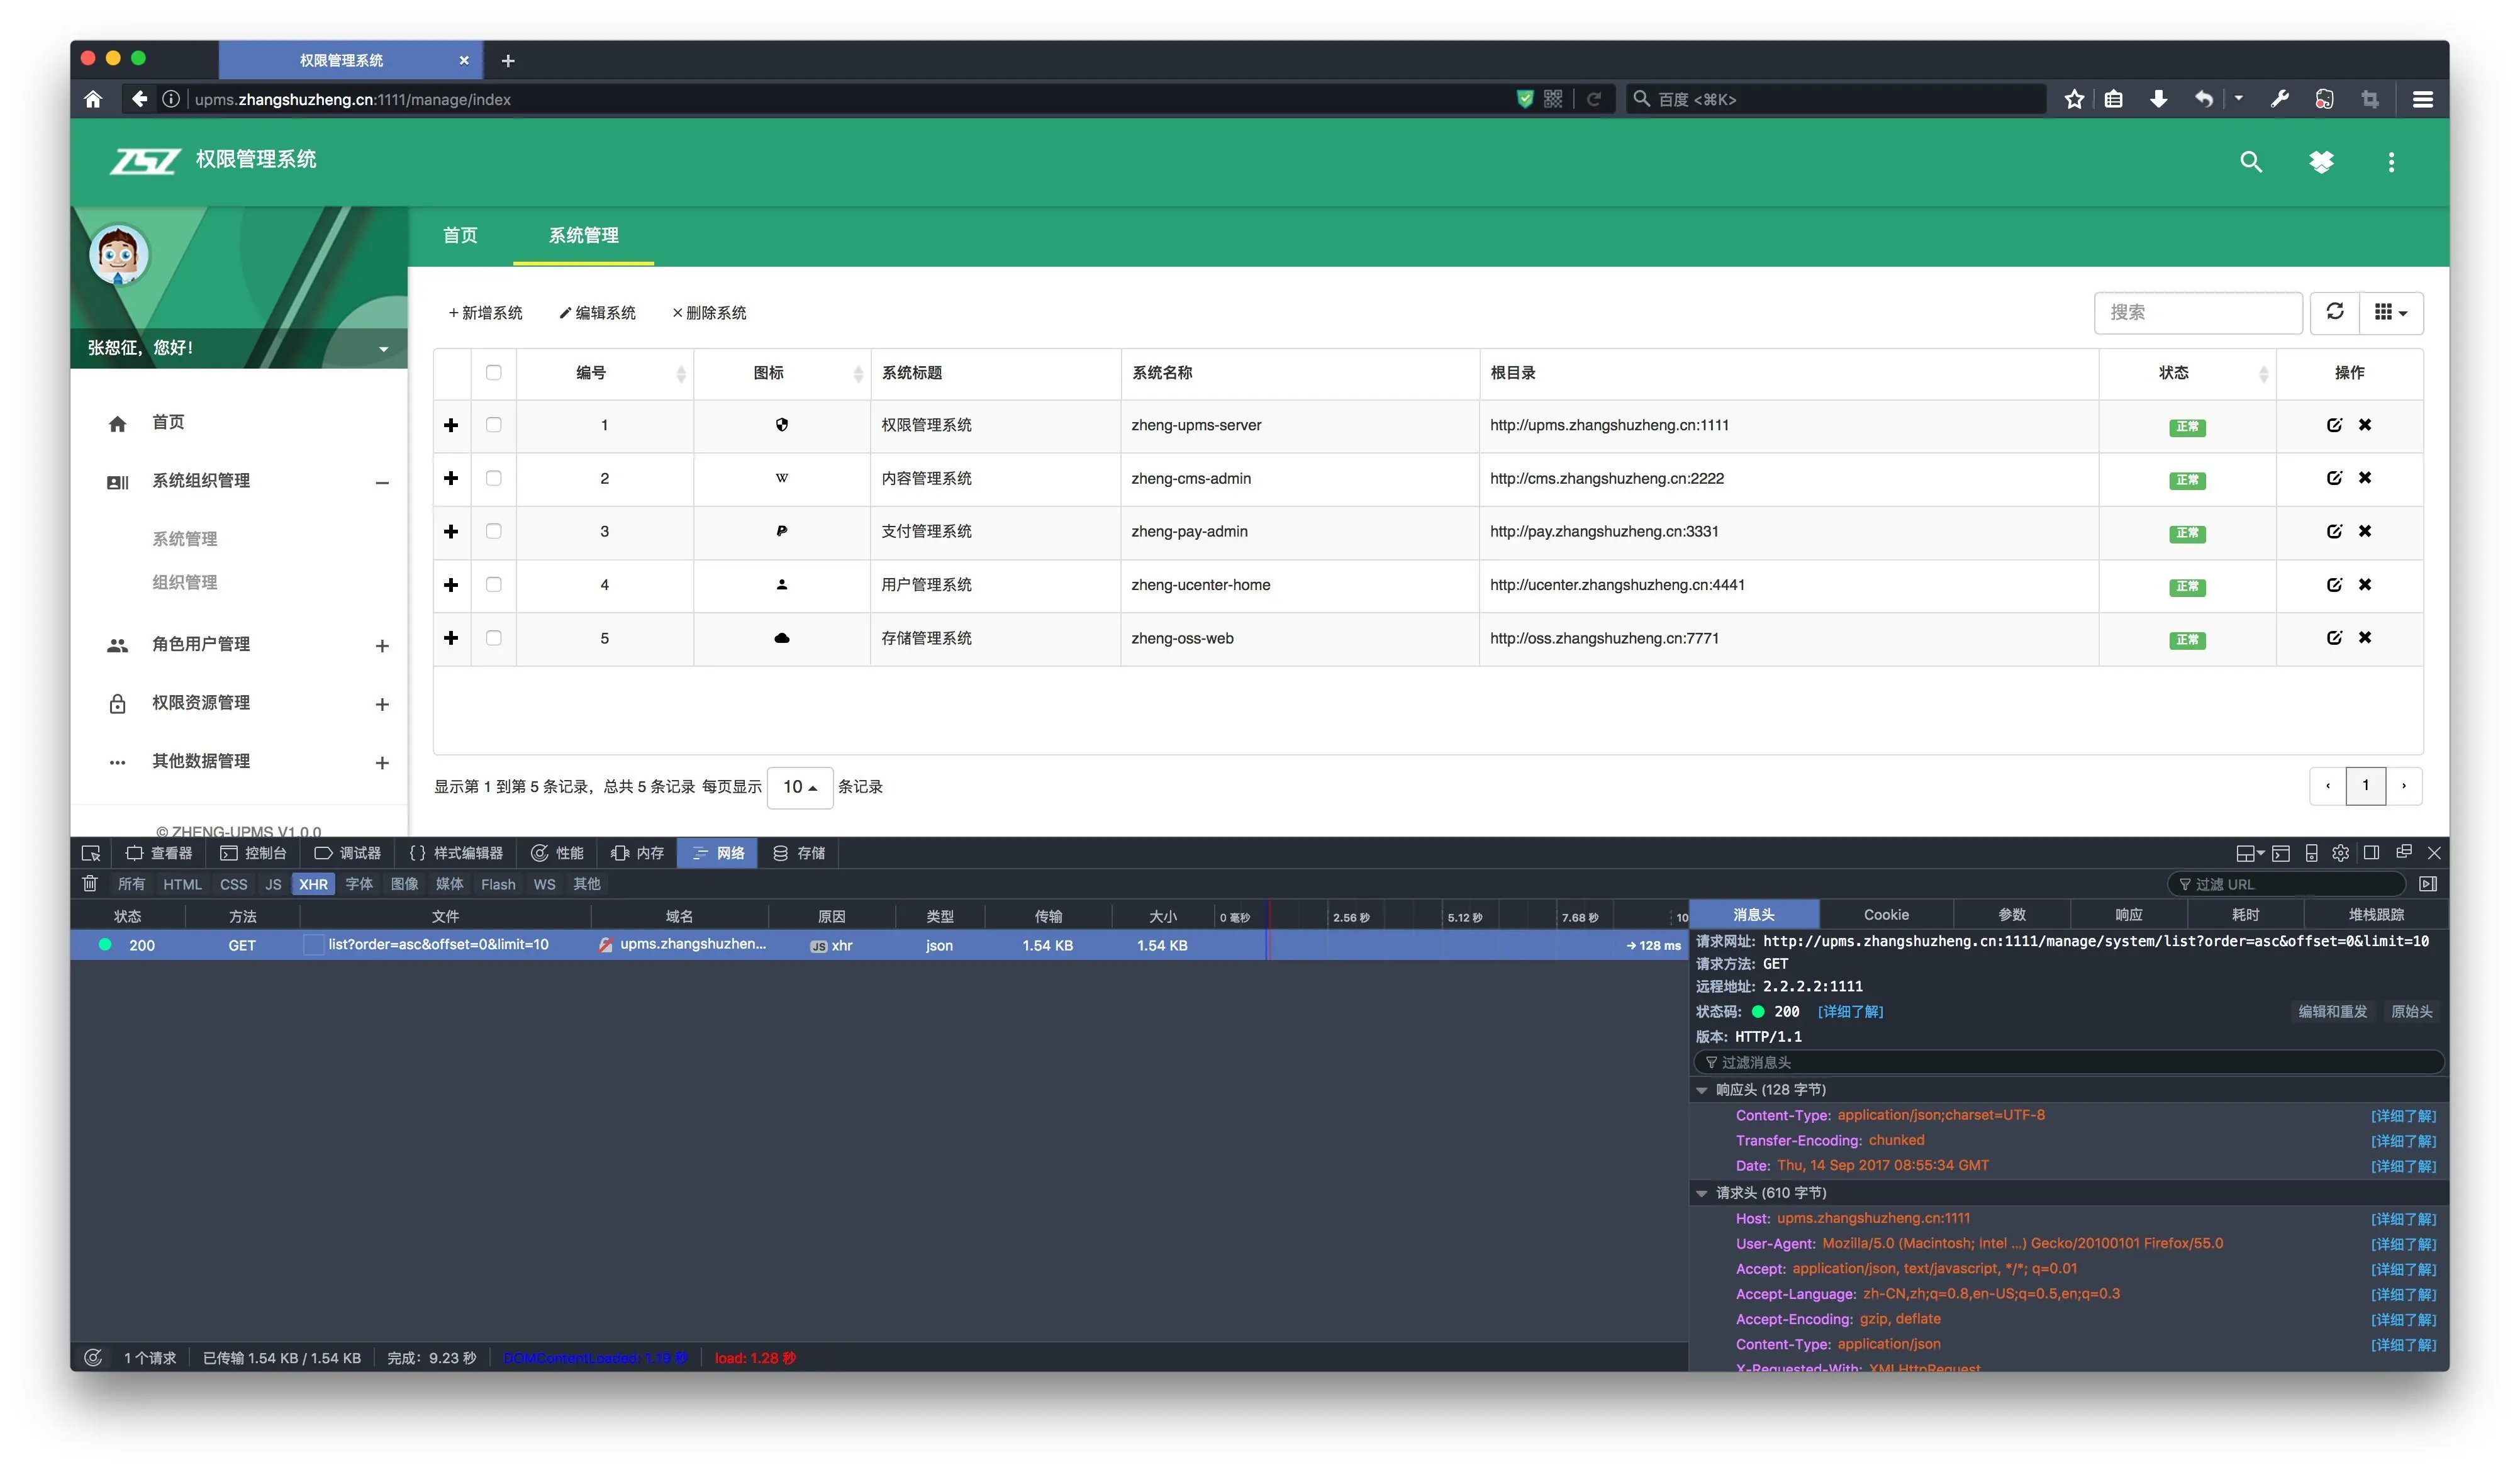 权限管理系统
upms.zhangshuzheng.cn:1111/manage/index
百度 <⌘K>
ZSZ 权限管理系统
首页 系统管理
张恕征，您好！
首页
系统组织管理
系统管理
组织管理
角色用户管理
权限资源管理
其他数据管理
© ZHENG-UPMS V1.0.0
新增系统 编辑系统 删除系统
搜索
编号 图标 系统标题 系统名称 根目录 状态 操作
1 权限管理系统 zheng-upms-server http://upms.zhangshuzheng.cn:1111 正常
2 内容管理系统 zheng-cms-admin http://cms.zhangshuzheng.cn:2222 正常
3 支付管理系统 zheng-pay-admin http://pay.zhangshuzheng.cn:3331 正常
4 用户管理系统 zheng-ucenter-home http://ucenter.zhangshuzheng.cn:4441 正常
5 存储管理系统 zheng-oss-web http://oss.zhangshuzheng.cn:7771 正常
显示第 1 到第 5 条记录，总共 5 条记录 每页显示 10 条记录
‹ 1 ›
查看器 控制台 调试器 样式编辑器 性能 内存 网络 存储
所有 HTML CSS JS XHR 字体 图像 媒体 Flash WS 其他
过滤 URL
状态 方法 文件 域名 原因 类型 传输 大小 0 毫秒 2.56 秒 5.12 秒 7.68 秒 10
200 GET list?order=asc&offset=0&limit=10 upms.zhangshuzhen... JS xhr json 1.54 KB 1.54 KB → 128 ms
消息头 Cookie 参数 响应 耗时 堆栈跟踪
请求网址: http://upms.zhangshuzheng.cn:1111/manage/system/list?order=asc&offset=0&limit=10
请求方法: GET
远程地址: 2.2.2.2:1111
状态码: 200 [详细了解] 编辑和重发 原始头
版本: HTTP/1.1
过滤消息头
响应头 (128 字节)
Content-Type: application/json;charset=UTF-8 [详细了解]
Transfer-Encoding: chunked [详细了解]
Date: Thu, 14 Sep 2017 08:55:34 GMT [详细了解]
请求头 (610 字节)
Host: upms.zhangshuzheng.cn:1111 [详细了解]
User-Agent: Mozilla/5.0 (Macintosh; Intel ...) Gecko/20100101 Firefox/55.0 [详细了解]
Accept: application/json, text/javascript, */*; q=0.01 [详细了解]
Accept-Language: zh-CN,zh;q=0.8,en-US;q=0.5,en;q=0.3 [详细了解]
Accept-Encoding: gzip, deflate [详细了解]
Content-Type: application/json [详细了解]
X-Requested-With: XMLHttpRequest
1 个请求 已传输 1.54 KB / 1.54 KB 完成：9.23 秒 DOMContentLoaded: 1.19 秒 load: 1.28 秒